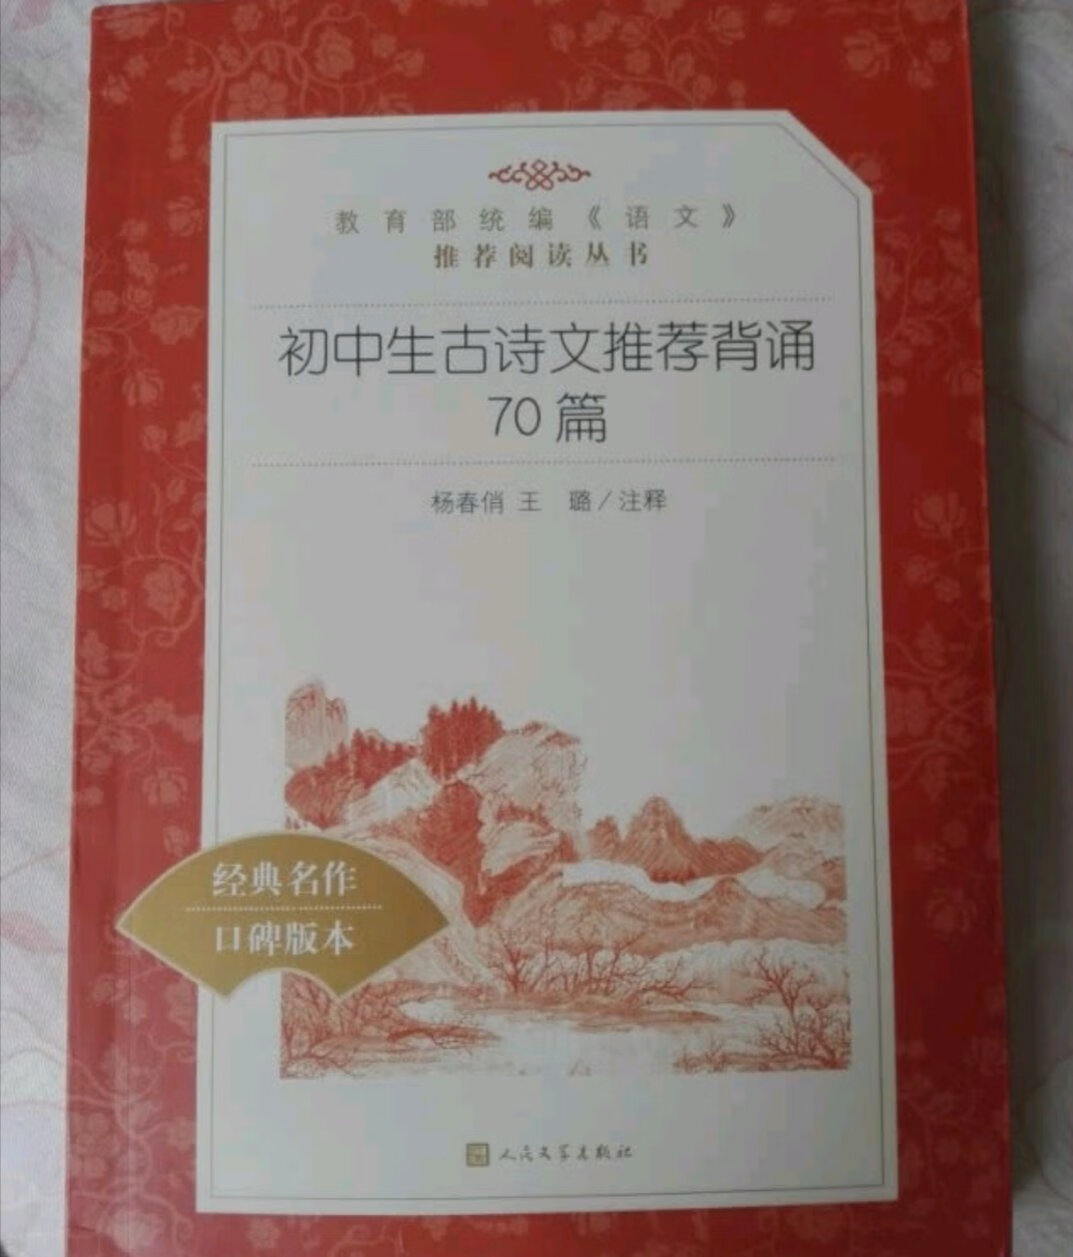 教育部统编《语文》
推荐阅读丛书
初中生古诗文推荐背诵
70篇
杨春俏 王 璐/注释
经典名作
口碑版本
人民文学出版社